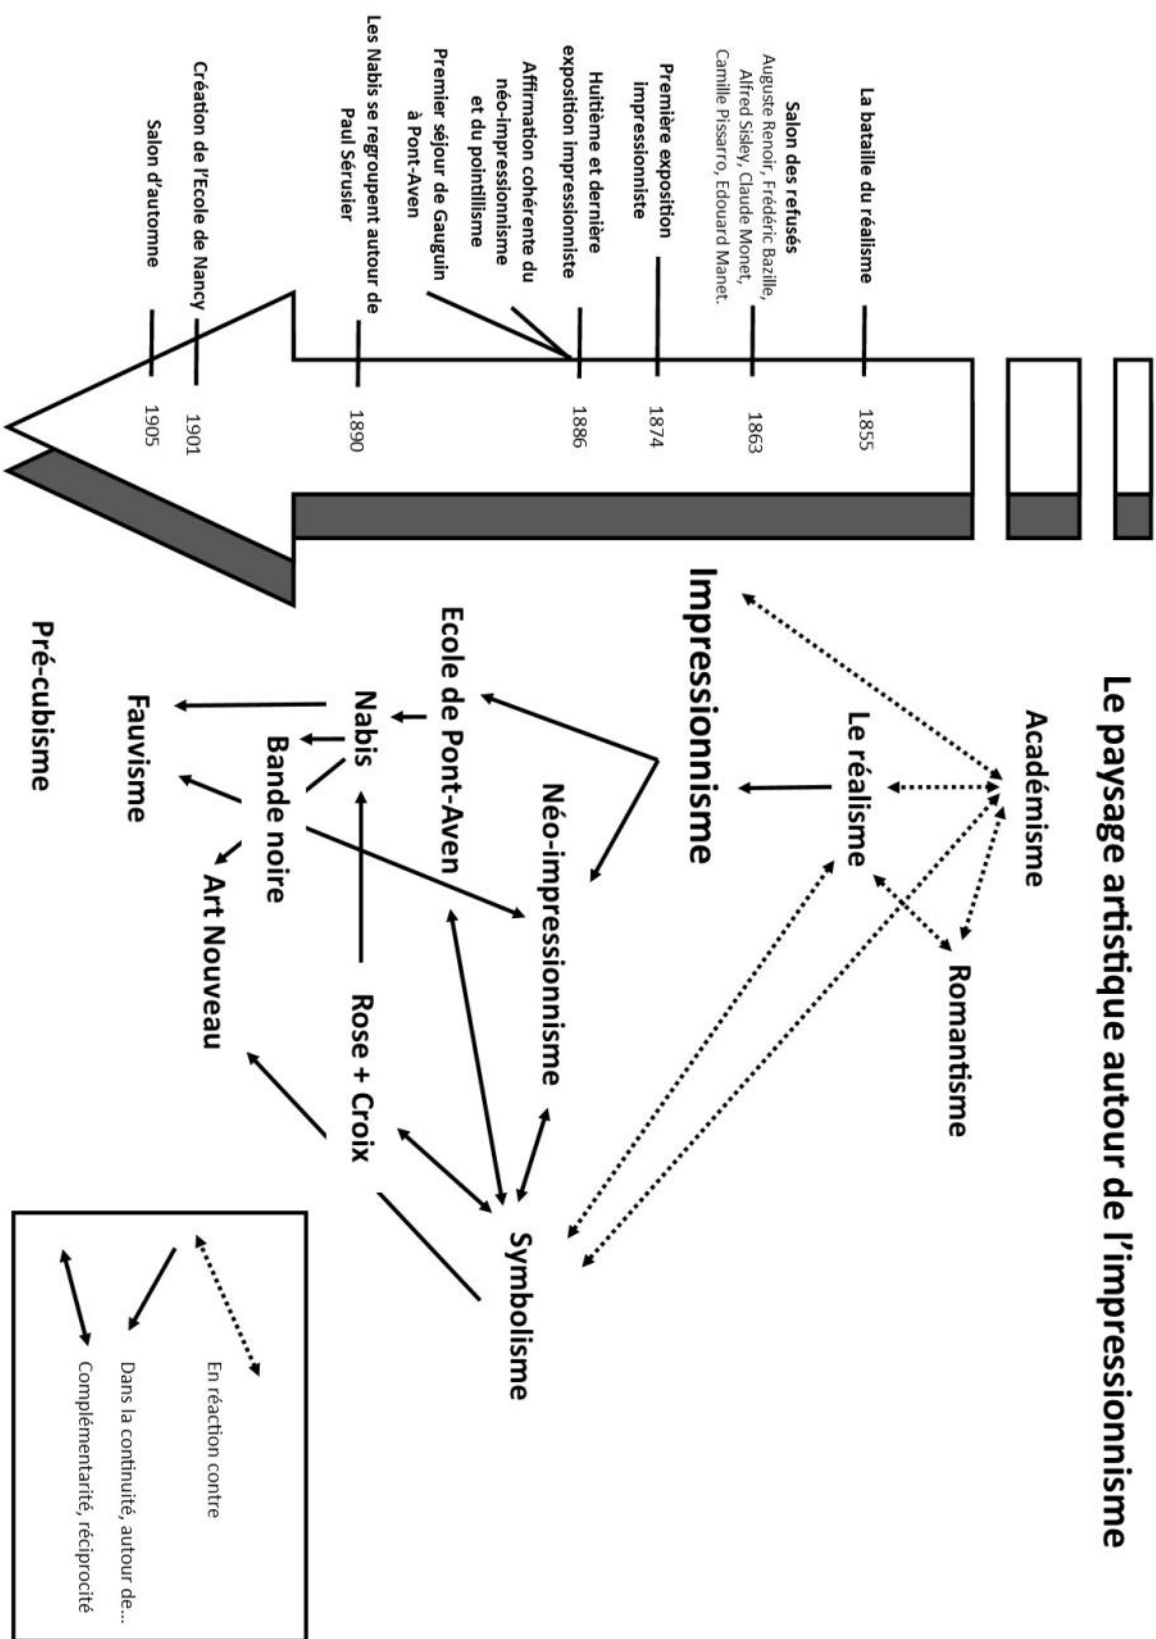 Le paysage artistique autour de l'impressionnisme
La bataille du réalisme
1855
Salon des refusés
Auguste Renoir, Frédéric Bazille,
Alfred Sisley, Claude Monet,
Camille Pissarro, Edouard Manet.
1863
Première exposition
impressionniste
1874
Huitième et dernière
exposition impressionniste
1886
Affirmation cohérente du
néo-impressionnisme
et du pointillisme
Premier séjour de Gauguin
à Pont-Aven
Les Nabis se regroupent autour de
Paul Sérusier
1890
Création de l'Ecole de Nancy
1901
Salon d'automne
1905
Académisme
Romantisme
Le réalisme
Impressionnisme
Néo-impressionnisme
Symbolisme
Ecole de Pont-Aven
Nabis
Rose + Croix
Bande noire
Art Nouveau
Fauvisme
Pré-cubisme
En réaction contre
Dans la continuité, autour de...
Complémentarité, réciprocité